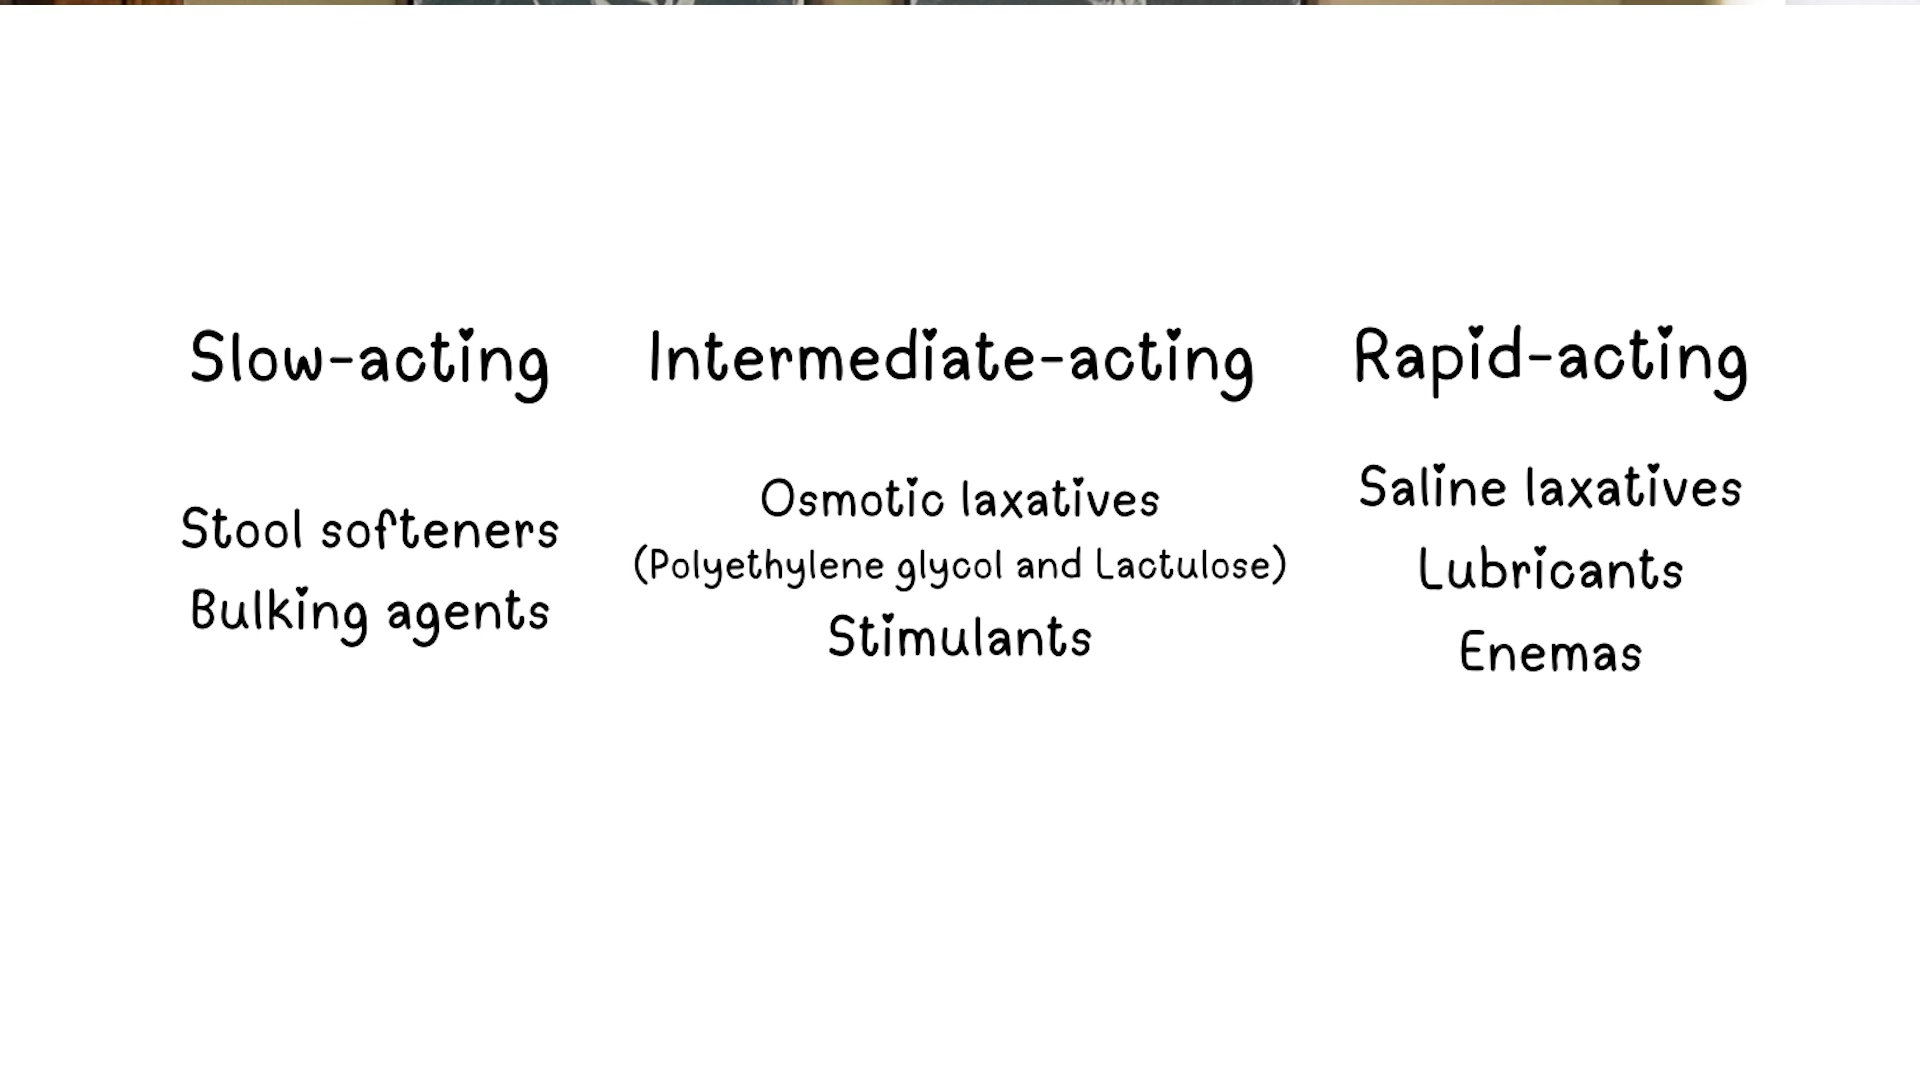 Slow-acting
Stool softeners
Bulking agents
Intermediate-acting
Osmotic laxatives
(Polyethylene glycol and Lactulose)
Stimulants
Rapid-acting
Saline laxatives
Lubricants
Enemas